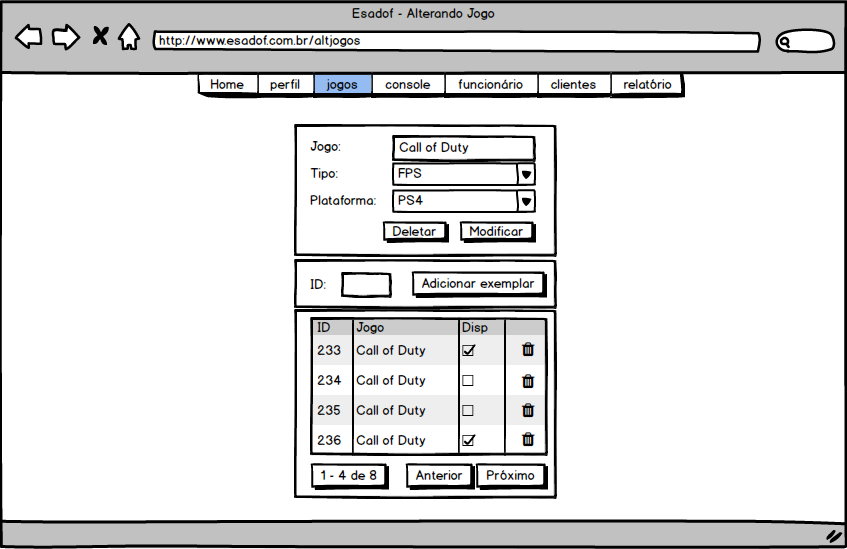 Esadof - Alterando Jogo
http://www.esadof.com.br/altjogos
Home perfil jogos console funcionário clientes relatório
Jogo: Call of Duty
Tipo: FPS
Plataforma: PS4
Deletar Modificar
ID: Adicionar exemplar
ID Jogo Disp
233 Call of Duty
234 Call of Duty
235 Call of Duty
236 Call of Duty
1 - 4 de 8 Anterior Próximo